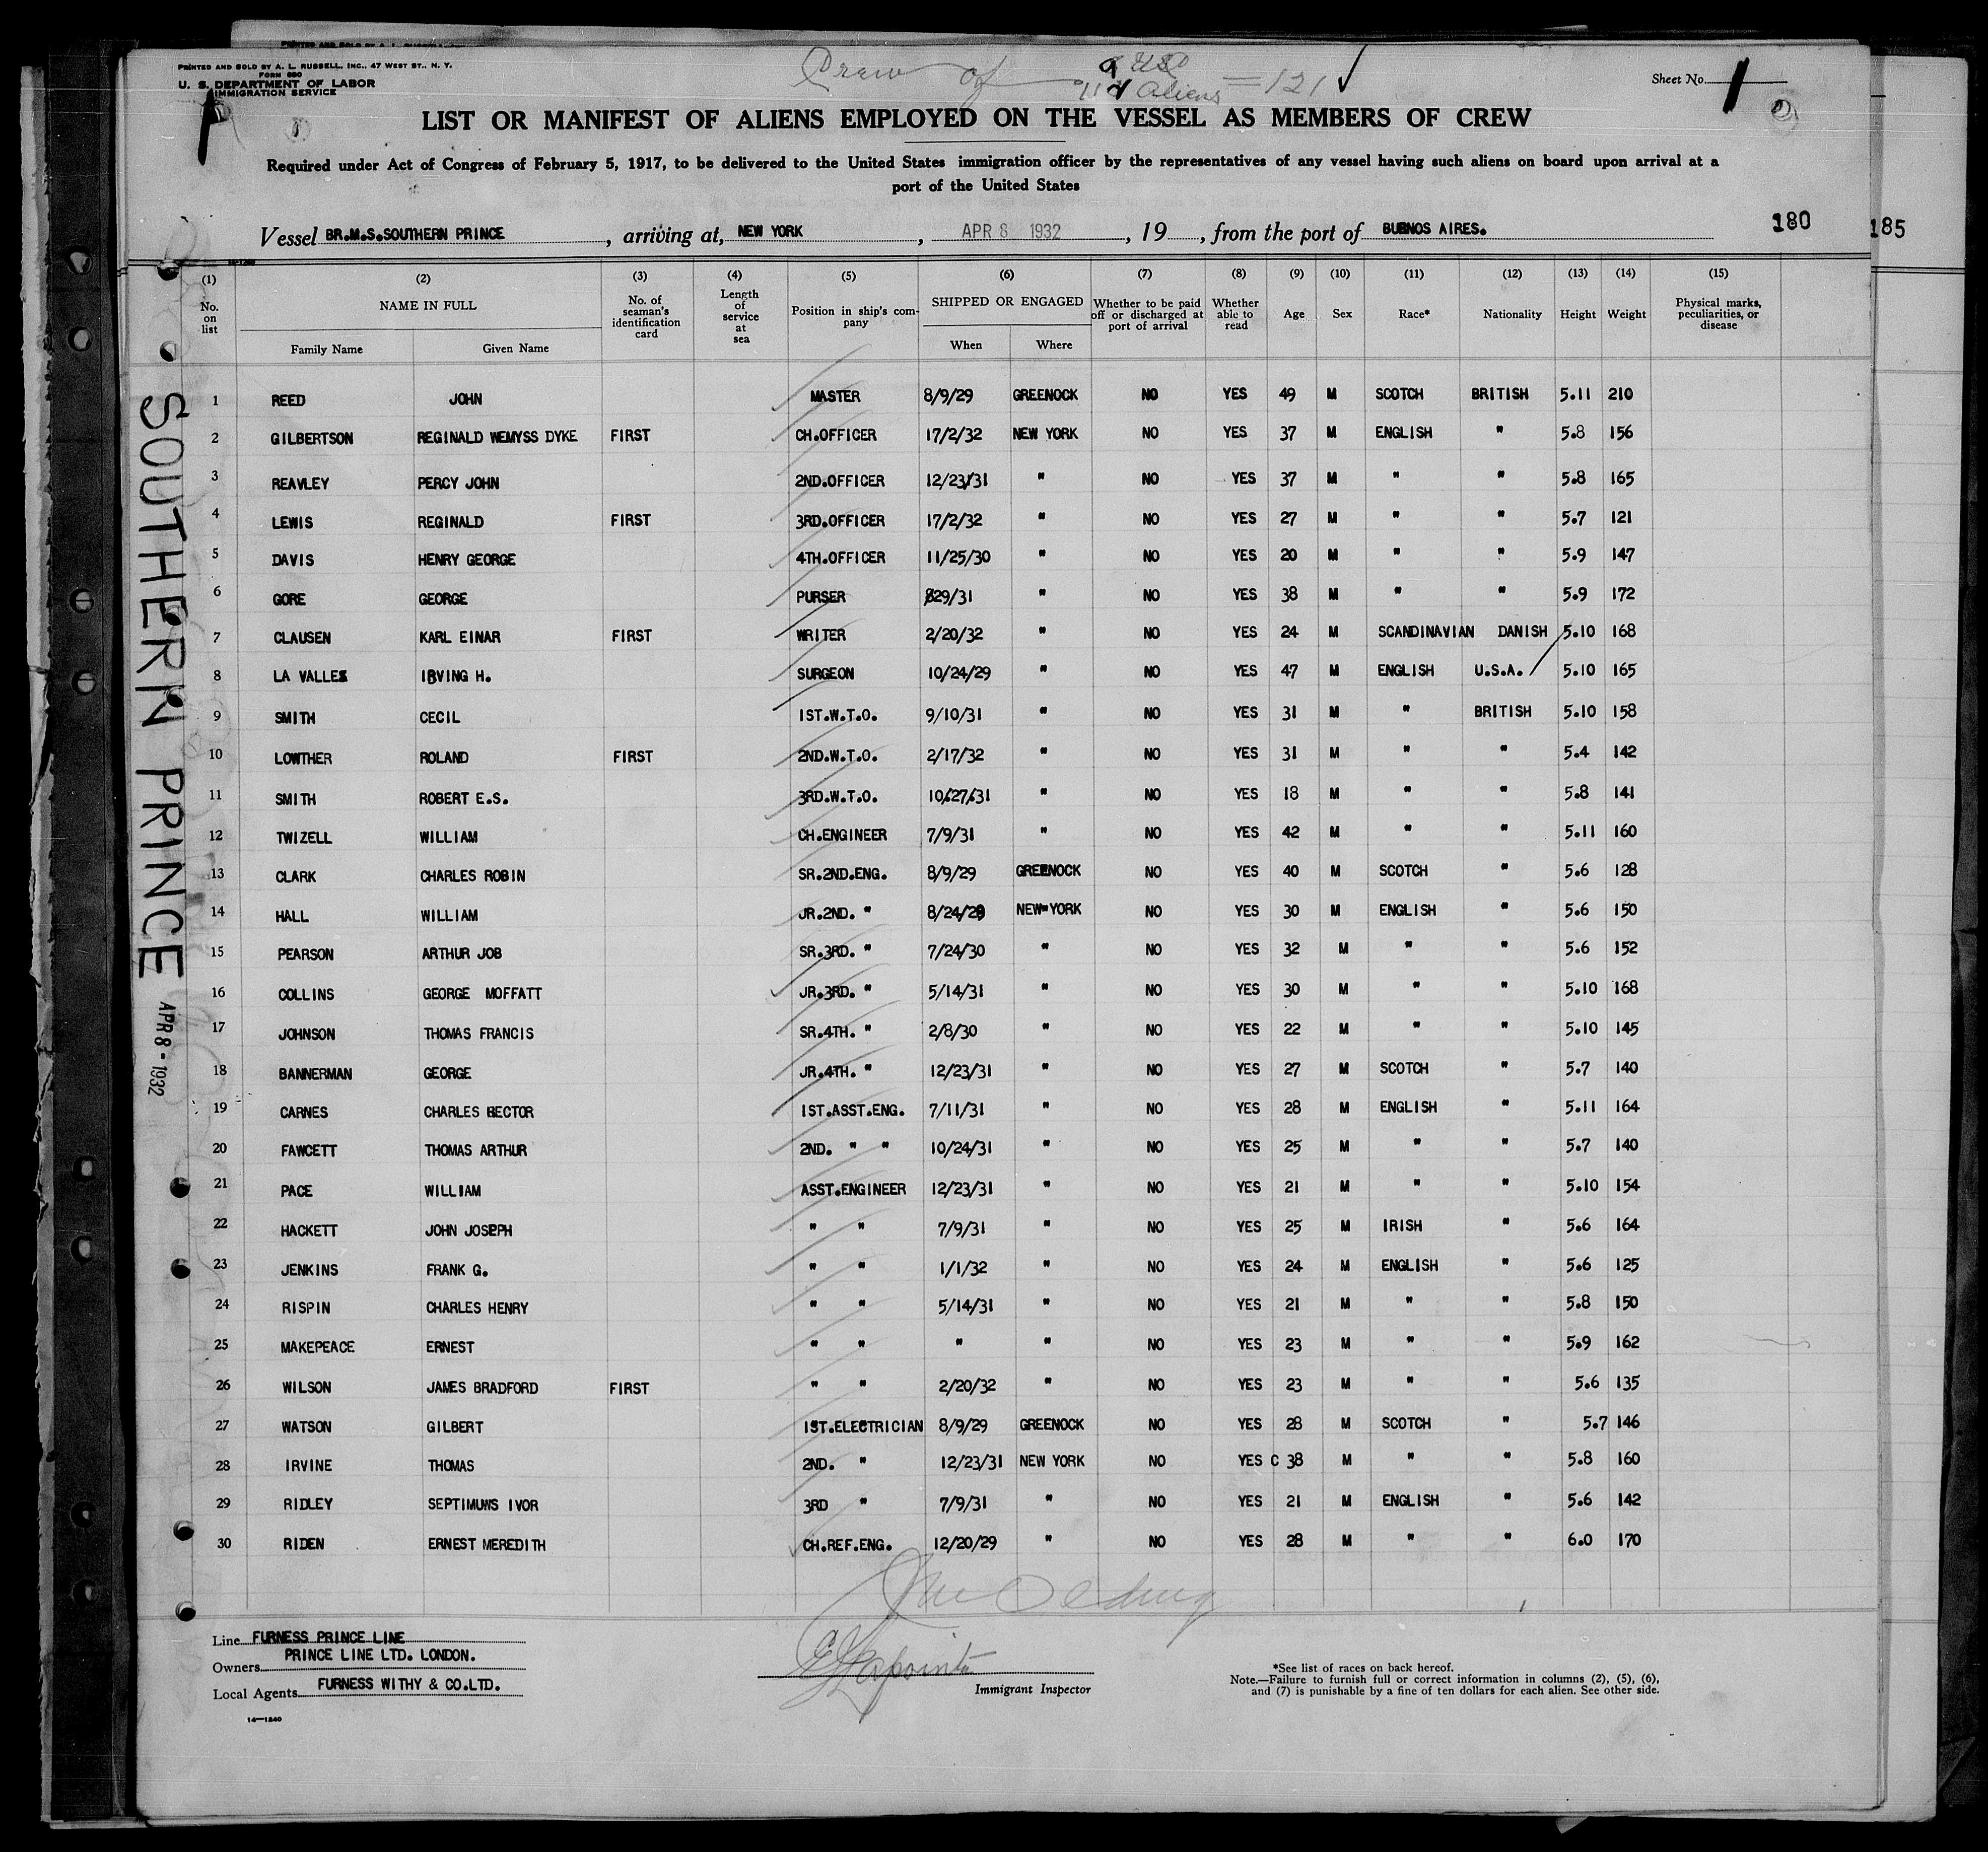 PRINTED AND SOLD BY A. L. RUSSELL, INC., 47 WEST ST., N. Y.
FORM 680
U. S. DEPARTMENT OF LABOR
IMMIGRATION SERVICE
Crew of 9 USC
Aliens = 121 ✓
Sheet No. 1
LIST OR MANIFEST OF ALIENS EMPLOYED ON THE VESSEL AS MEMBERS OF CREW
Required under Act of Congress of February 5, 1917, to be delivered to the United States immigration officer by the representatives of any vessel having such aliens on board upon arrival at a
port of the United States
Vessel BR.M.S.SOUTHERN PRINCE, arriving at, NEW YORK, APR 8 1932, 19, from the port of BUENOS AIRES.
180
185
(1) (2) (3) (4) (5) (6) (7) (8) (9) (10) (11) (12) (13) (14) (15)
No. on list NAME IN FULL Family Name Given Name No. of seaman's identification card Length of service at sea Position in ship's company SHIPPED OR ENGAGED When Where Whether to be paid off or discharged at port of arrival Whether able to read Age Sex Race* Nationality Height Weight Physical marks, peculiarities, or disease
1 REED JOHN MASTER 8/9/29 GREENOCK NO YES 49 M SCOTCH BRITISH 5.11 210
2 GILBERTSON REGINALD WEMYSS DYKE FIRST CH.OFFICER 17/2/32 NEW YORK NO YES 37 M ENGLISH " 5.8 156
3 REAVLEY PERCY JOHN 2ND.OFFICER 12/23/31 " NO YES 37 M " " 5.8 165
4 LEWIS REGINALD FIRST 3RD.OFFICER 17/2/32 " NO YES 27 M " " 5.7 121
5 DAVIS HENRY GEORGE 4TH.OFFICER 11/25/30 " NO YES 20 M " " 5.9 147
6 GORE GEORGE PURSER 829/31 " NO YES 38 M " " 5.9 172
7 CLAUSEN KARL EINAR FIRST WRITER 2/20/32 " NO YES 24 M SCANDINAVIAN DANISH 5.10 168
8 LA VALLES IRVING H. SURGEON 10/24/29 " NO YES 47 M ENGLISH U.S.A. 5.10 165
9 SMITH CECIL 1ST.W.T.O. 9/10/31 " NO YES 31 M " BRITISH 5.10 158
10 LOWTHER ROLAND FIRST 2ND.W.T.O. 2/17/32 " NO YES 31 M " " 5.4 142
11 SMITH ROBERT E.S. 3RD.W.T.O. 10/27/31 " NO YES 18 M " " 5.8 141
12 TWIZELL WILLIAM CH.ENGINEER 7/9/31 " NO YES 42 M " " 5.11 160
13 CLARK CHARLES ROBIN SR.2ND.ENG. 8/9/29 GREENOCK NO YES 40 M SCOTCH " 5.6 128
14 HALL WILLIAM JR.2ND. " 8/24/29 NEW YORK NO YES 30 M ENGLISH " 5.6 150
15 PEARSON ARTHUR JOB SR.3RD. " 7/24/30 " NO YES 32 M " " 5.6 152
16 COLLINS GEORGE MOFFATT JR.3RD. " 5/14/31 " NO YES 30 M " " 5.10 168
17 JOHNSON THOMAS FRANCIS SR.4TH. " 2/8/30 " NO YES 22 M " " 5.10 145
18 BANNERMAN GEORGE JR.4TH. " 12/23/31 " NO YES 27 M SCOTCH " 5.7 140
19 CARNES CHARLES BECTOR 1ST.ASST.ENG. 7/11/31 " NO YES 28 M ENGLISH " 5.11 164
20 FAWCETT THOMAS ARTHUR 2ND. " " 10/24/31 " NO YES 25 M " " 5.7 140
21 PACE WILLIAM ASST.ENGINEER 12/23/31 " NO YES 21 M " " 5.10 154
22 HACKETT JOHN JOSEPH " " 7/9/31 " NO YES 25 M IRISH " 5.6 164
23 JENKINS FRANK G. " " 1/1/32 " NO YES 24 M ENGLISH " 5.6 125
24 RISPIN CHARLES HENRY " " 5/14/31 " NO YES 21 M " " 5.8 150
25 MAKEPEACE ERNEST " " " " NO YES 23 M " " 5.9 162
26 WILSON JAMES BRADFORD FIRST " " 2/20/32 " NO YES 23 M " " 5.6 135
27 WATSON GILBERT 1ST.ELECTRICIAN 8/9/29 GREENOCK NO YES 28 M SCOTCH " 5.7 146
28 IRVINE THOMAS 2ND. " 12/23/31 NEW YORK NO YES C 38 M " " 5.8 160
29 RIDLEY SEPTIMUWS IVOR 3RD " 7/9/31 " NO YES 21 M ENGLISH " 5.6 142
30 RIDEN ERNEST MEREDITH CH.REF.ENG. 12/20/29 " NO YES 28 M " " 6.0 170
SOUTHERN PRINCE APR 8 - 1932
Line FURNESS PRINCE LINE
Owners PRINCE LINE LTD. LONDON.
Local Agents FURNESS WITHY & CO.LTD.
14—1240
Immigrant Inspector
*See list of races on back hereof.
Note.—Failure to furnish full or correct information in columns (2), (5), (6),
and (7) is punishable by a fine of ten dollars for each alien. See other side.